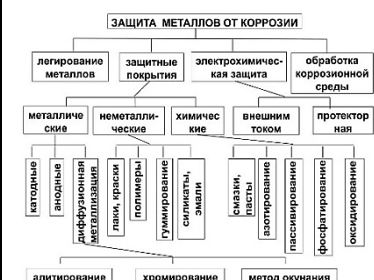 ЗАЩИТА МЕТАЛЛОВ ОТ КОРРОЗИИ
легирование
металлов
защитные
покрытия
электрохимичес-
кая защита
обработка
коррозионной
среды
металличе
ские
неметалли-
ческие
химичес
кие
внешним
током
протектор
ная
катодные
анодные
диффузионная
металлизация
лаки, краски
полимеры
гуммирование
силикаты,
эмали
смазки,
пасты
азотирование
пассивирование
фосфатирование
оксидирование
алитирование
хромирование
метод окунания